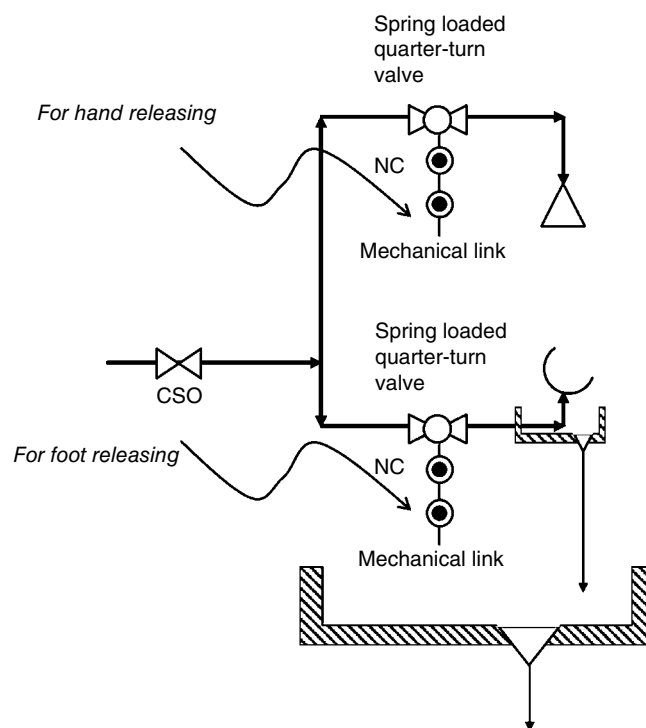 Spring loaded
quarter-turn
valve
For hand releasing
NC
Mechanical link
Spring loaded
quarter-turn
valve
CSO
For foot releasing
NC
Mechanical link